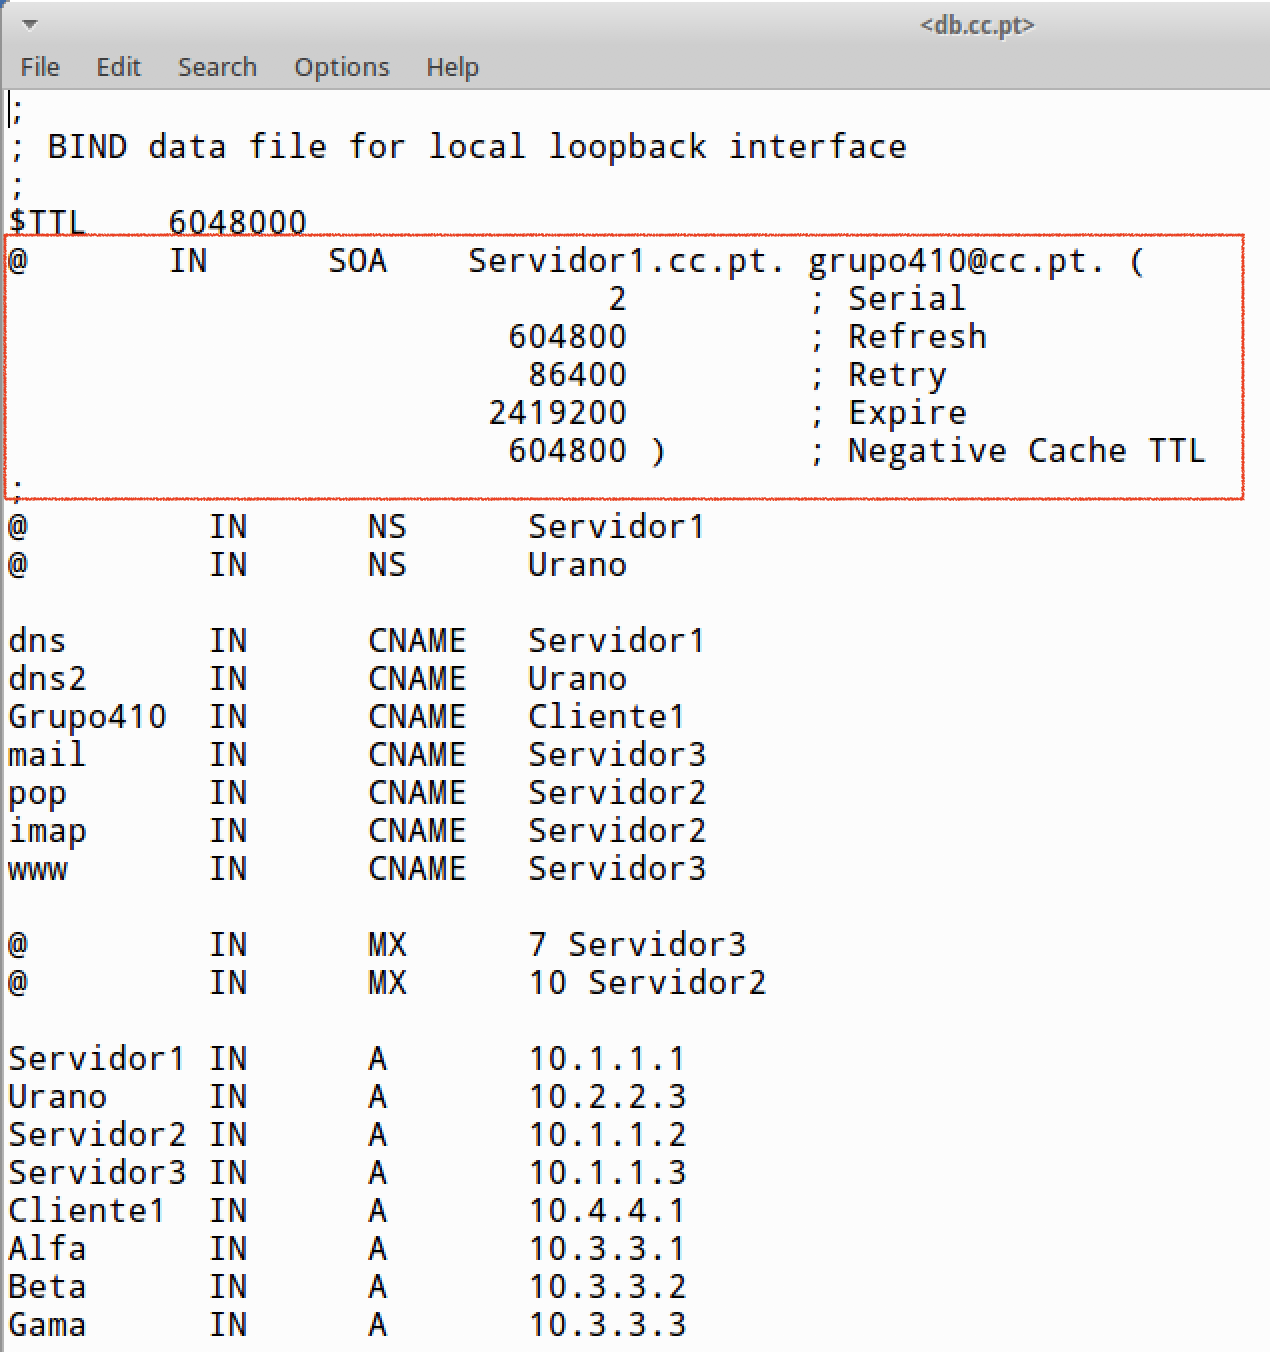 <db.cc.pt>
File Edit Search Options Help
;
; BIND data file for local loopback interface
;
$TTL 6048000
@ IN SOA Servidor1.cc.pt. grupo410@cc.pt. (
2 ; Serial
604800 ; Refresh
86400 ; Retry
2419200 ; Expire
604800 ) ; Negative Cache TTL
;
@ IN NS Servidor1
@ IN NS Urano
dns IN CNAME Servidor1
dns2 IN CNAME Urano
Grupo410 IN CNAME Cliente1
mail IN CNAME Servidor3
pop IN CNAME Servidor2
imap IN CNAME Servidor2
www IN CNAME Servidor3
@ IN MX 7 Servidor3
@ IN MX 10 Servidor2
Servidor1 IN A 10.1.1.1
Urano IN A 10.2.2.3
Servidor2 IN A 10.1.1.2
Servidor3 IN A 10.1.1.3
Cliente1 IN A 10.4.4.1
Alfa IN A 10.3.3.1
Beta IN A 10.3.3.2
Gama IN A 10.3.3.3